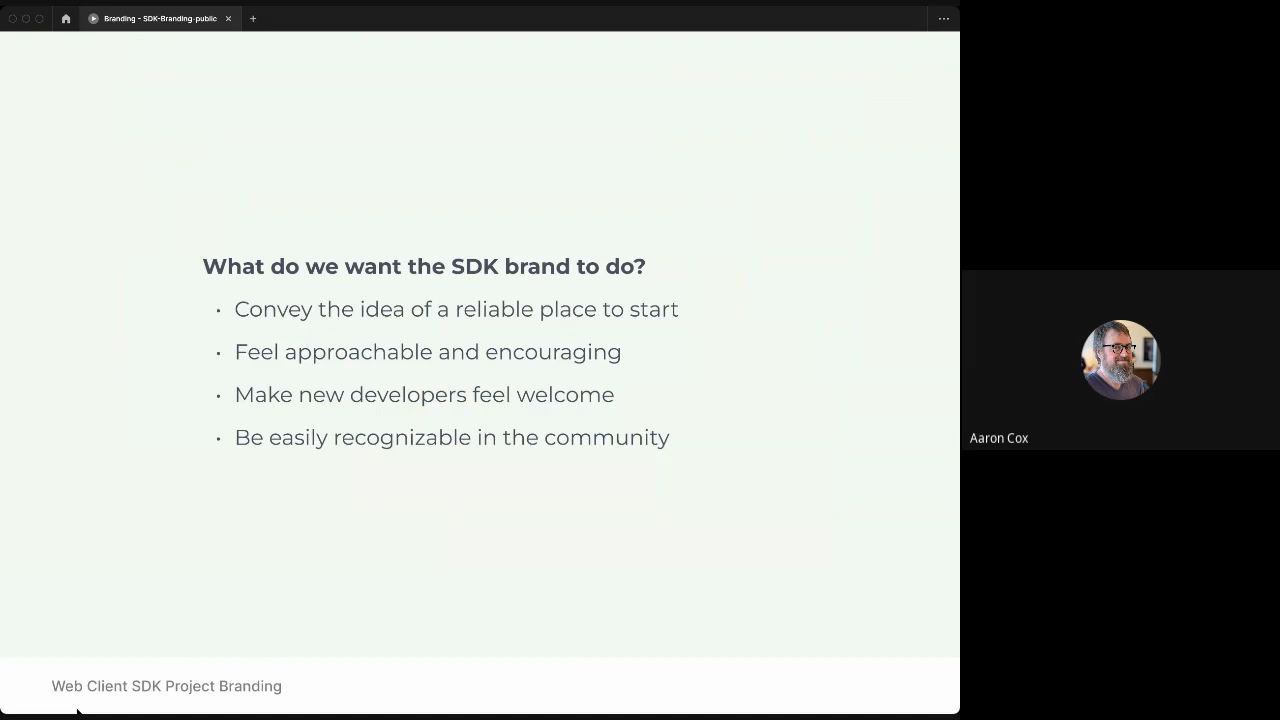 Branding - SDK-Branding-public
What do we want the SDK brand to do?
• Convey the idea of a reliable place to start
• Feel approachable and encouraging
• Make new developers feel welcome
• Be easily recognizable in the community
Aaron Cox
Web Client SDK Project Branding